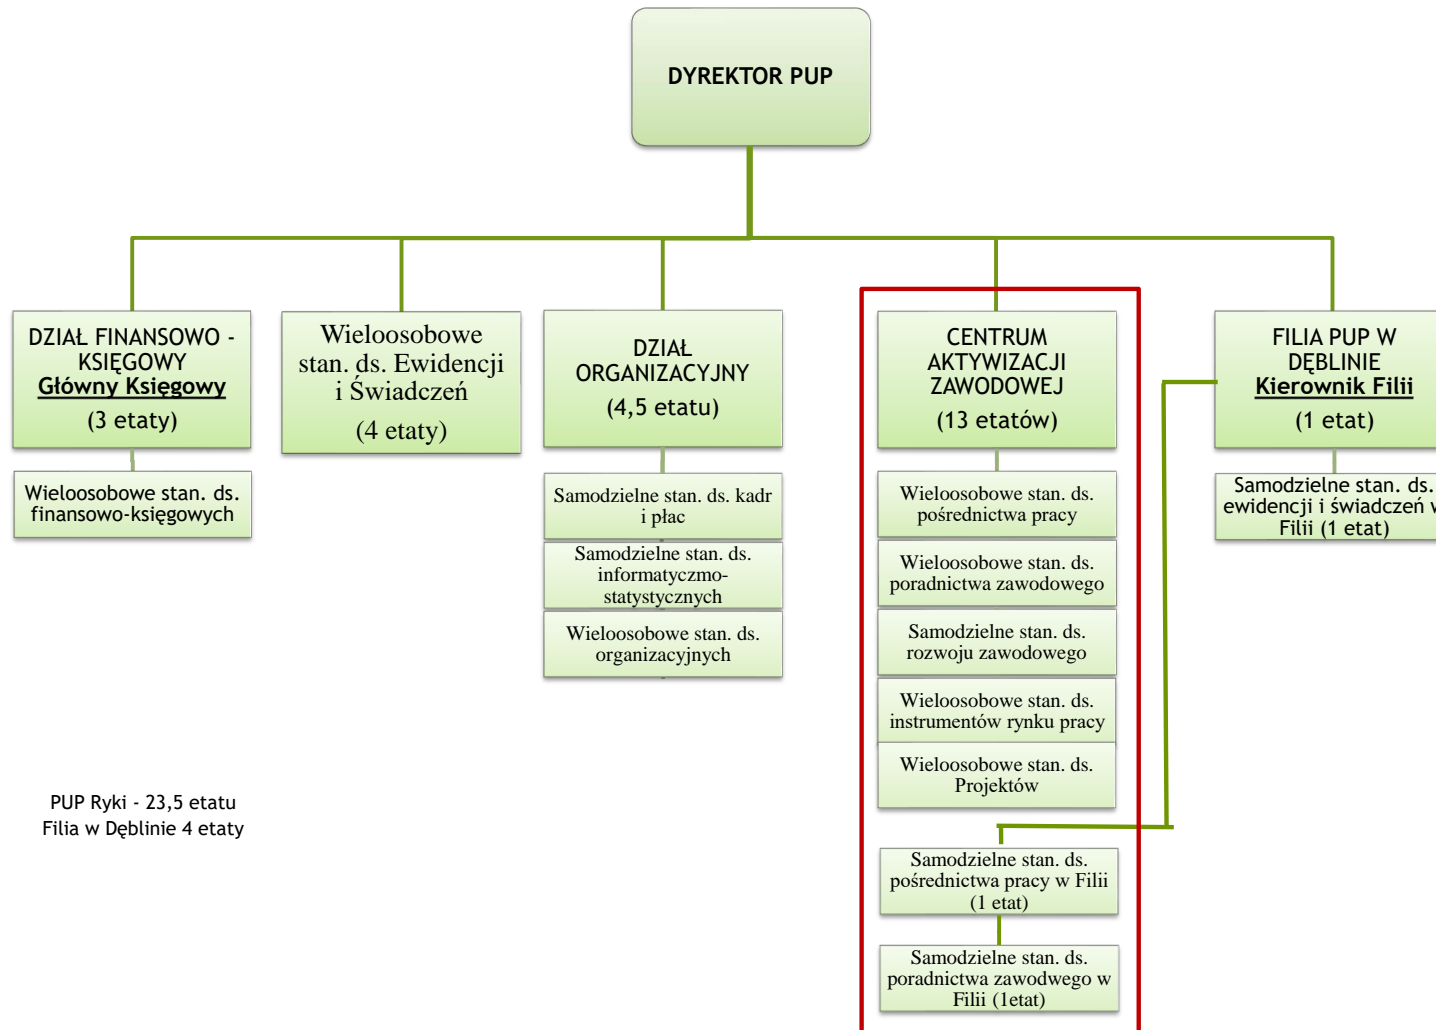 DYREKTOR PUP
DZIAŁ FINANSOWO -
KSIĘGOWY
Główny Księgowy
(3 etaty)
Wieloosobowe stan. ds.
finansowo-księgowych
Wieloosobowe
stan. ds. Ewidencji
i Świadczeń
(4 etaty)
DZIAŁ
ORGANIZACYJNY
(4,5 etatu)
Samodzielne stan. ds. kadr
i płac
Samodzielne stan. ds.
informatyczmo-
statystycznych
Wieloosobowe stan. ds.
organizacyjnych
CENTRUM
AKTYWIZACJI
ZAWODOWEJ
(13 etatów)
Wieloosobowe stan. ds.
pośrednictwa pracy
Wieloosobowe stan. ds.
poradnictwa zawodowego
Samodzielne stan. ds.
rozwoju zawodowego
Wieloosobowe stan. ds.
instrumentów rynku pracy
Wieloosobowe stan. ds.
Projektów
Samodzielne stan. ds.
pośrednictwa pracy w Filii
(1 etat)
Samodzielne stan. ds.
poradnictwa zawodwego w
Filii (1etat)
FILIA PUP W
DĘBLINIE
Kierownik Filii
(1 etat)
Samodzielne stan. ds.
ewidencji i świadczeń w
Filii (1 etat)
PUP Ryki - 23,5 etatu
Filia w Dęblinie 4 etaty